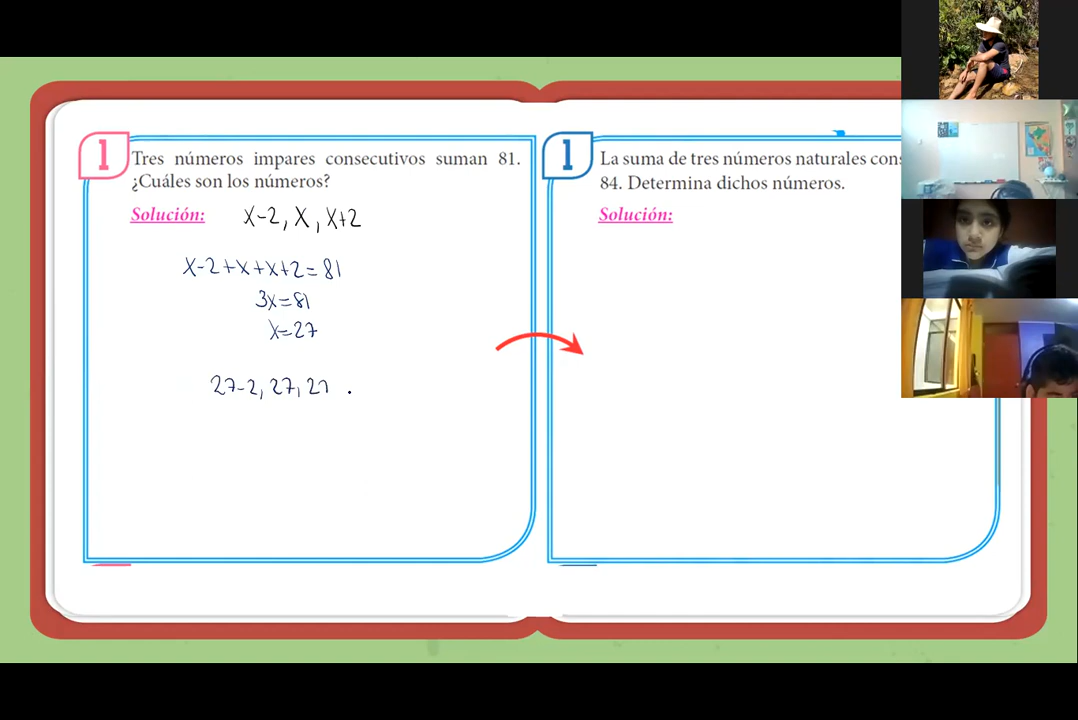 1
Tres números impares consecutivos suman 81.
¿Cuáles son los números?
Solución: x-2, x, x+2
x-2+x+x+2=81
3x=81
x=27
27-2, 27, 27 .
1
La suma de tres números naturales cons
84. Determina dichos números.
Solución: